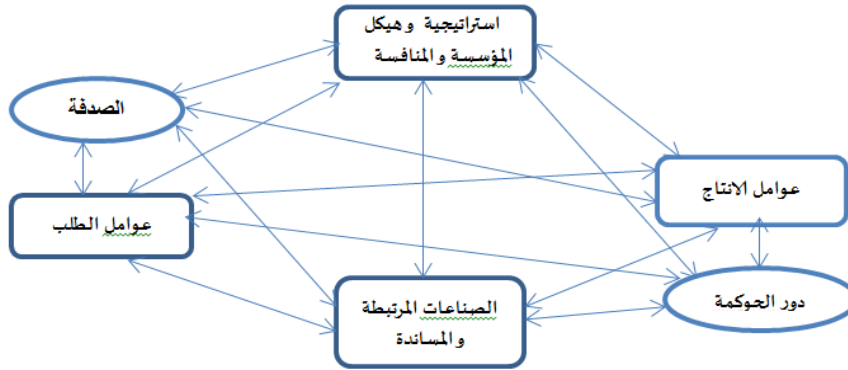 استراتيجية وهيكل
المؤسسة والمنافسة
الصدفة
عوامل الانتاج
عوامل الطلب
الصناعات المرتبطة
والمساندة
دور الحوكمة